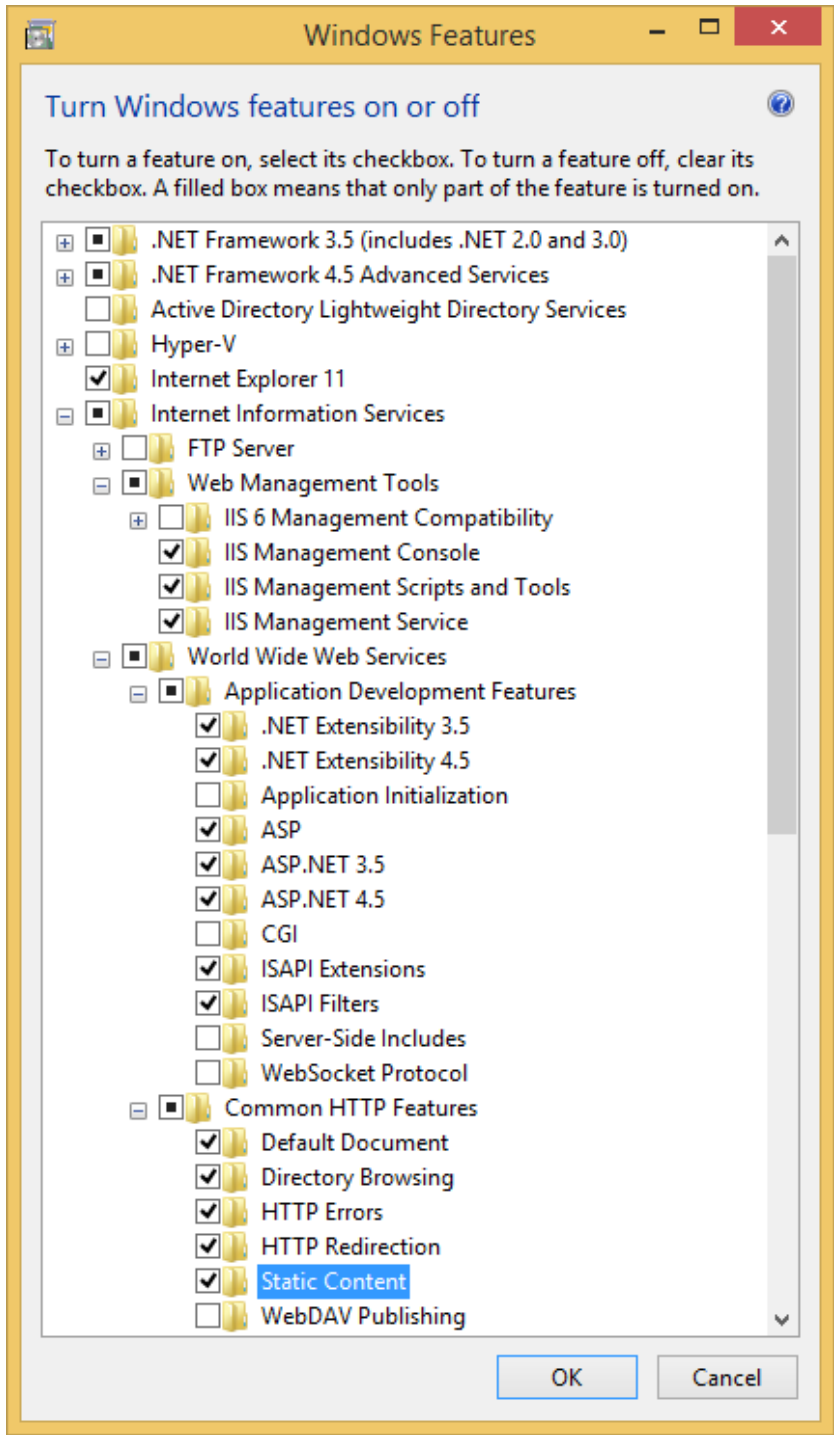 Windows Features
Turn Windows features on or off
To turn a feature on, select its checkbox. To turn a feature off, clear its
checkbox. A filled box means that only part of the feature is turned on.
.NET Framework 3.5 (includes .NET 2.0 and 3.0)
.NET Framework 4.5 Advanced Services
Active Directory Lightweight Directory Services
Hyper-V
Internet Explorer 11
Internet Information Services
FTP Server
Web Management Tools
IIS 6 Management Compatibility
IIS Management Console
IIS Management Scripts and Tools
IIS Management Service
World Wide Web Services
Application Development Features
.NET Extensibility 3.5
.NET Extensibility 4.5
Application Initialization
ASP
ASP.NET 3.5
ASP.NET 4.5
CGI
ISAPI Extensions
ISAPI Filters
Server-Side Includes
WebSocket Protocol
Common HTTP Features
Default Document
Directory Browsing
HTTP Errors
HTTP Redirection
Static Content
WebDAV Publishing
OK Cancel